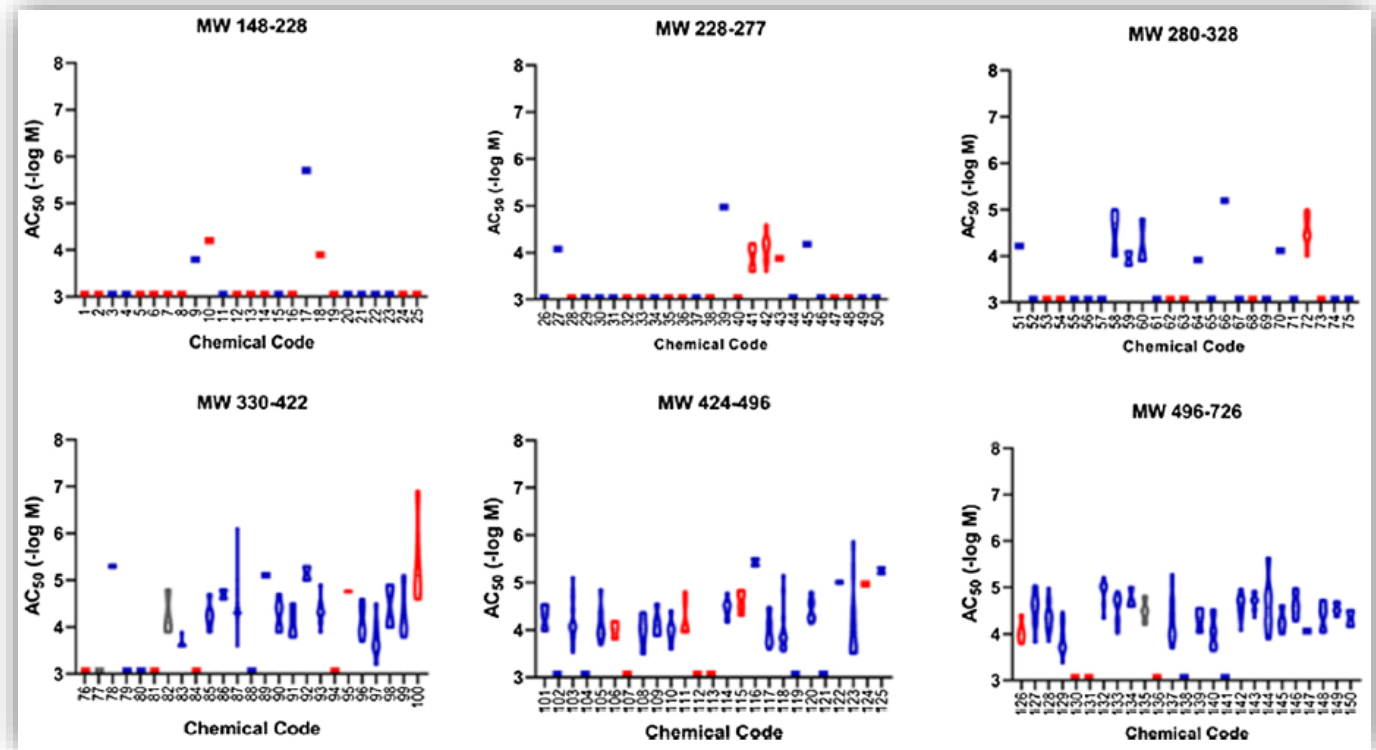 MW 148-228
AC50 (-log M)
8
7
6
5
4
3
1 2 3 4 5 6 7 8 9 10 11 12 13 14 15 16 17 18 19 20 21 22 23 24 25
Chemical Code
MW 228-277
AC50 (-log M)
8
7
6
5
4
3
26 27 28 29 30 31 32 33 34 35 36 37 38 39 40 41 42 43 44 45 46 47 48 49 50
Chemical Code
MW 280-328
AC50 (-log M)
8
7
6
5
4
3
51 52 53 54 55 56 57 58 59 60 61 62 63 64 65 66 67 68 69 70 71 72 73 74 75
Chemical Code
MW 330-422
AC50 (-log M)
8
7
6
5
4
3
76 77 78 79 80 81 82 83 84 85 86 87 88 89 90 91 92 93 94 95 96 97 98 99 100
Chemical Code
MW 424-496
AC50 (-log M)
8
7
6
5
4
3
101 102 103 104 105 106 107 108 109 110 111 112 113 114 115 116 117 118 119 120 121 122 123 124 125
Chemical Code
MW 496-726
AC50 (-log M)
8
7
6
5
4
3
126 127 128 129 130 131 132 133 134 135 136 137 138 139 140 141 142 143 144 145 146 147 148 149 150
Chemical Code